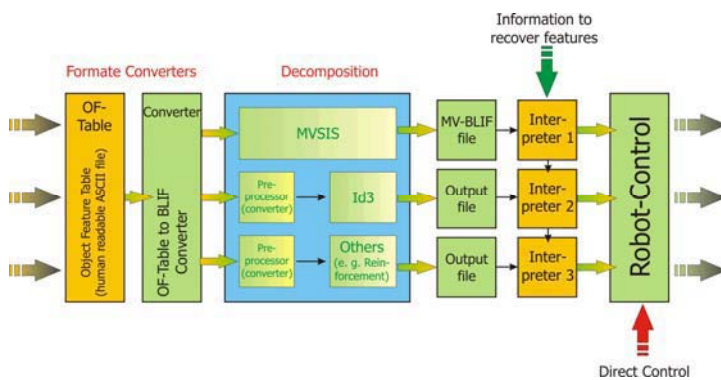 Information to
recover features
Formate Converters
Decomposition
OF-
Table
Object Feature Table
(human readable ASCII file)
Converter
OF-Table to BLIF
Converter
MVSIS
MV-BLIF
file
Inter-
preter 1
Pre-
processor
(converter)
Id3
Output
file
Inter-
preter 2
Pre-
processor
(converter)
Others
(e. g. Rein-
forcement)
Output
file
Inter-
preter 3
Robot-Control
Direct Control